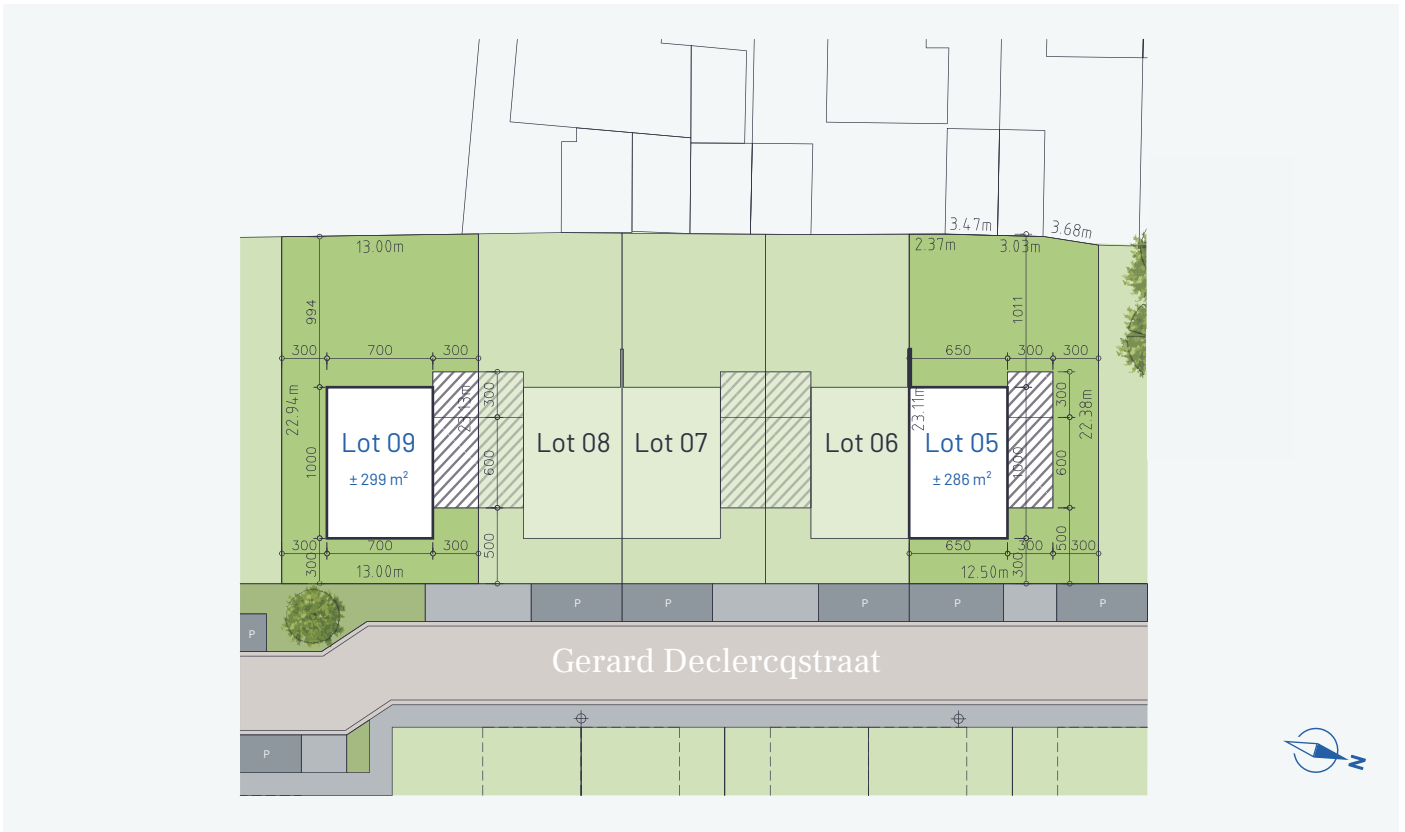 3.47m
3.68m
13.00m
2.37m
3.03m
994
1011
300
700
300
650
300
300
22.94m
23.13m
300
23.11m
300
22.38m
Lot 09
Lot 08
Lot 07
Lot 06
Lot 05
± 299 m²
± 286 m²
1000
600
1000
600
300
700
300
500
650
300
500
300
300
13.00m
12.50m
300
P
P
P
P
P
P
Gerard Declercqstraat
P
N